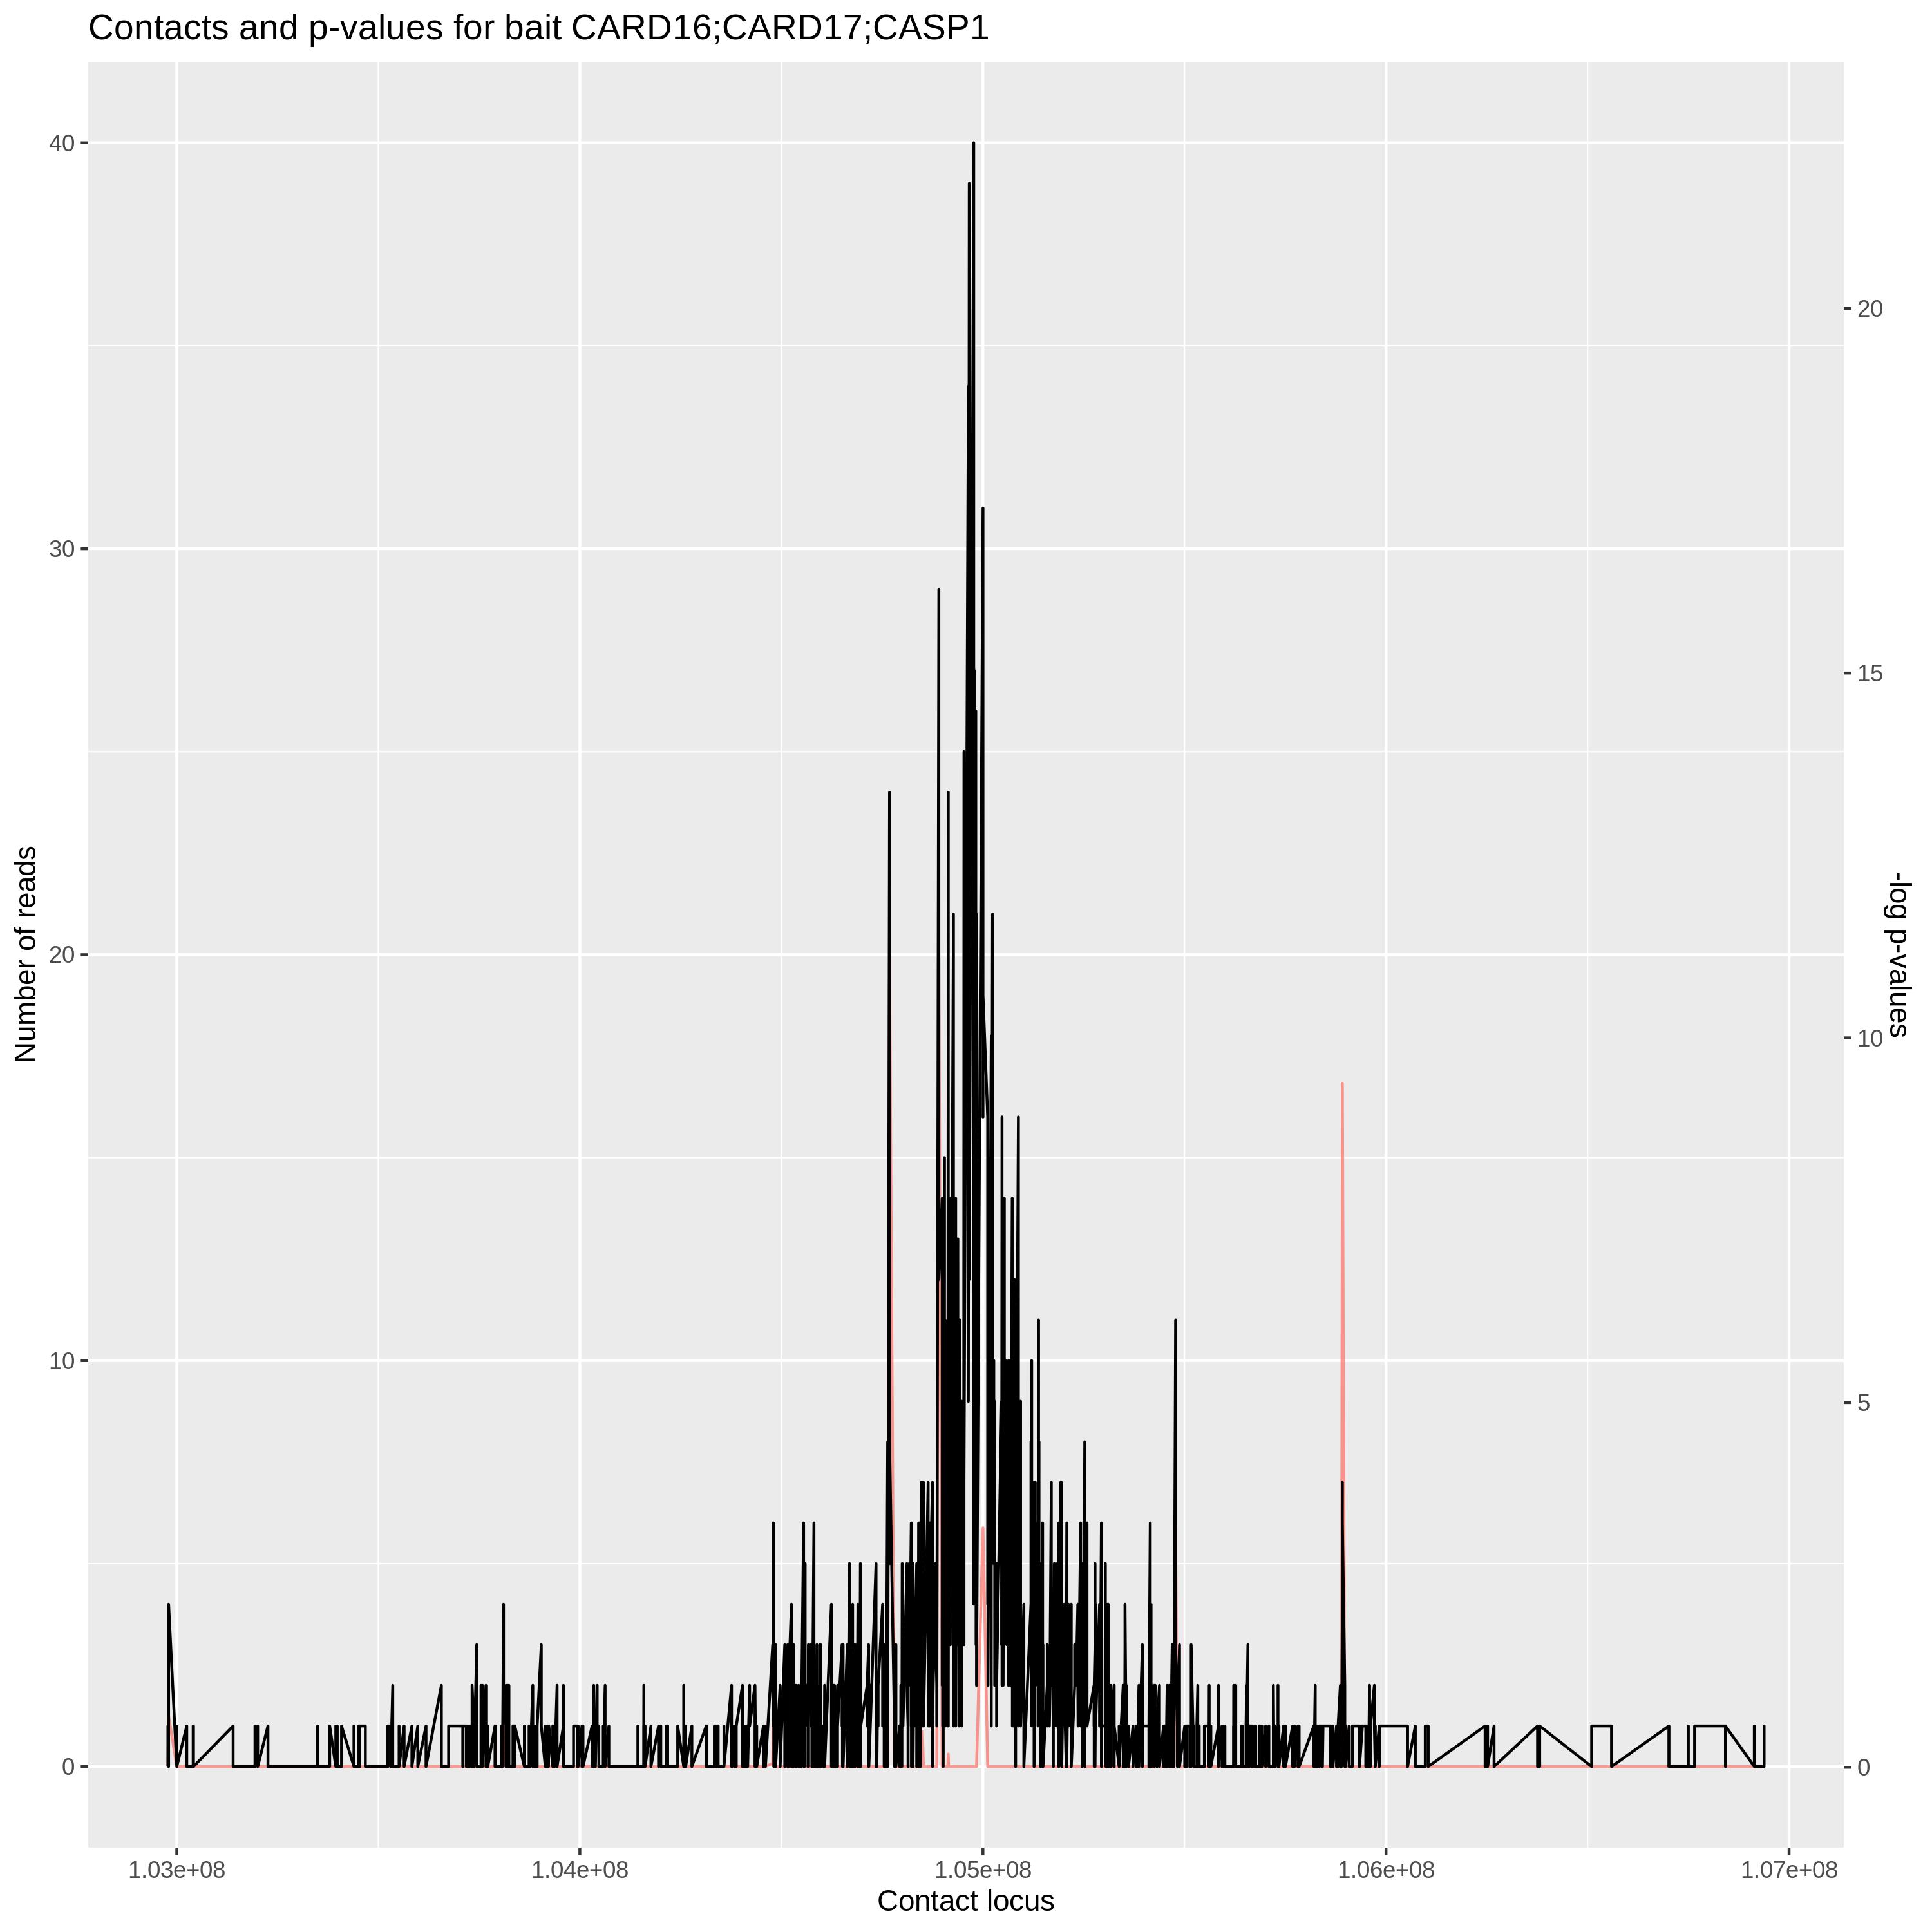 Contacts and p-values for bait CARD16;CARD17;CASP1
40
30
20
10
0
Number of reads
20
15
10
5
0
-log p-values
1.03e+08
1.04e+08
1.05e+08
1.06e+08
1.07e+08
Contact locus